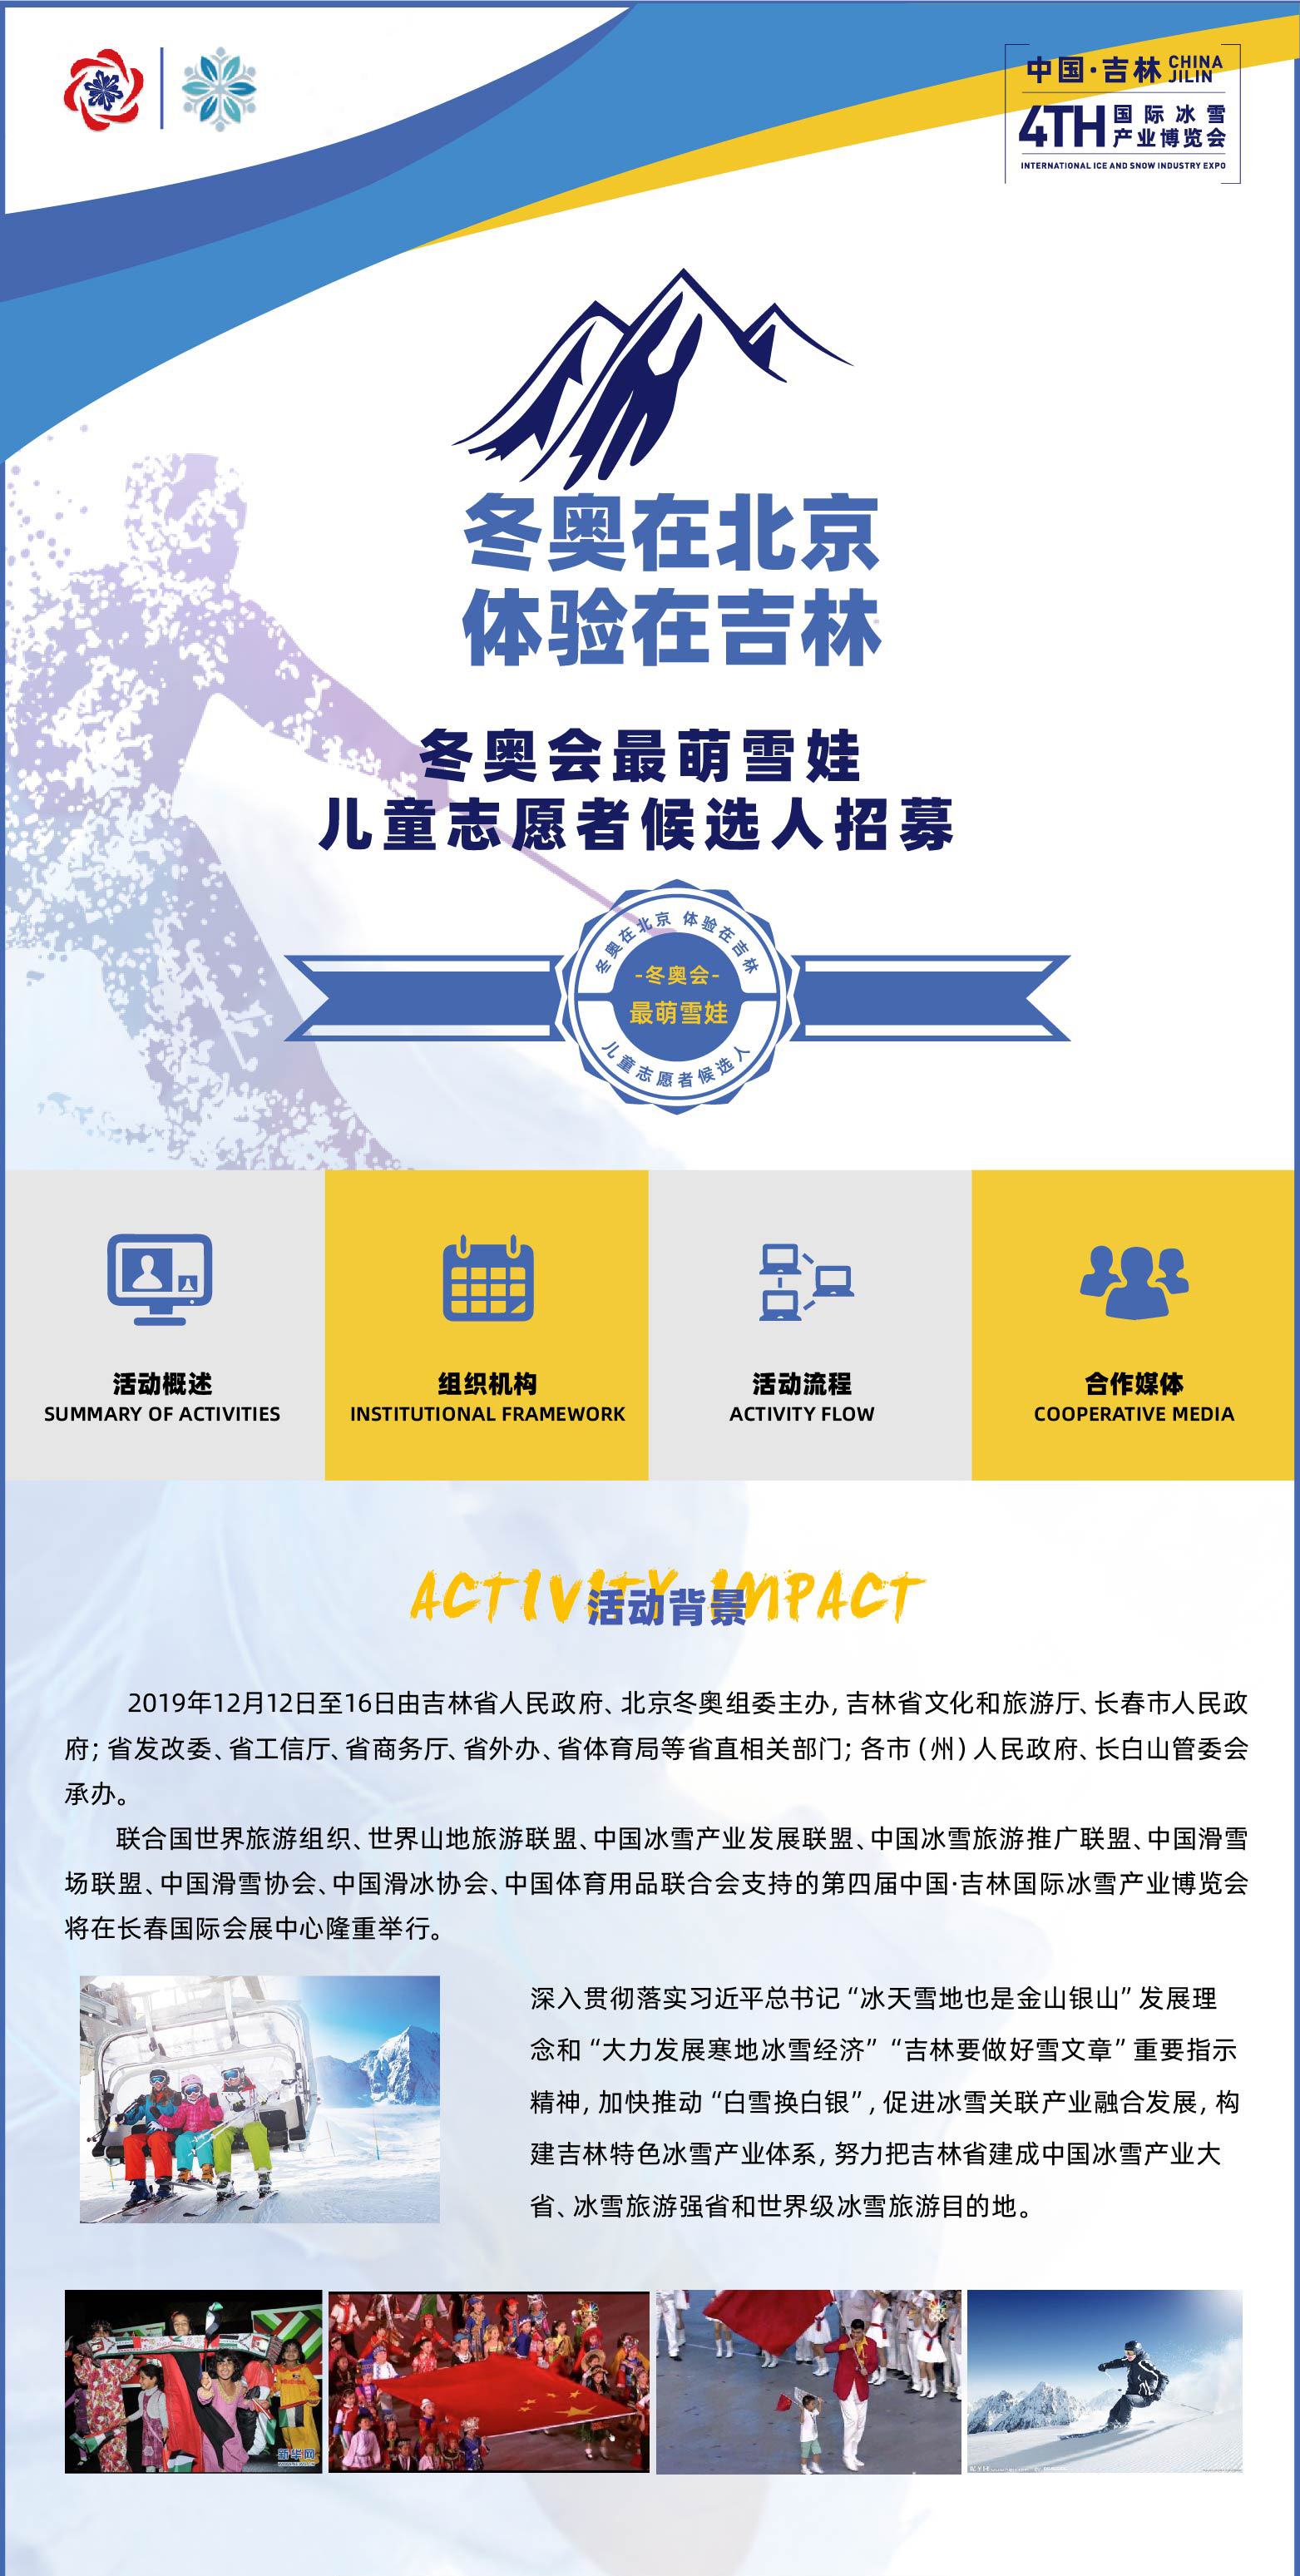 中国·吉林 CHINA JILIN
4TH 国际冰雪产业博览会
INTERNATIONAL ICE AND SNOW INDUSTRY EXPO
冬奥在北京
体验在吉林
冬奥会最萌雪娃
儿童志愿者候选人招募
冬奥在北京 体验在吉林
-冬奥会-
最萌雪娃
儿童志愿者候选人
活动概述
SUMMARY OF ACTIVITIES
组织机构
INSTITUTIONAL FRAMEWORK
活动流程
ACTIVITY FLOW
合作媒体
COOPERATIVE MEDIA
ACTIVITY IMPACT
活动背景
2019年12月12日至16日由吉林省人民政府、北京冬奥组委主办,吉林省文化和旅游厅、长春市人民政
府;省发改委、省工信厅、省商务厅、省外办、省体育局等省直相关部门;各市(州)人民政府、长白山管委会
承办。
联合国世界旅游组织、世界山地旅游联盟、中国冰雪产业发展联盟、中国冰雪旅游推广联盟、中国滑雪
场联盟、中国滑雪协会、中国滑冰协会、中国体育用品联合会支持的第四届中国·吉林国际冰雪产业博览会
将在长春国际会展中心隆重举行。
深入贯彻落实习近平总书记“冰天雪地也是金山银山”发展理
念和“大力发展寒地冰雪经济”“吉林要做好雪文章”重要指示
精神,加快推动“白雪换白银”,促进冰雪关联产业融合发展,构
建吉林特色冰雪产业体系,努力把吉林省建成中国冰雪产业大
省、冰雪旅游强省和世界级冰雪旅游目的地。
新华网